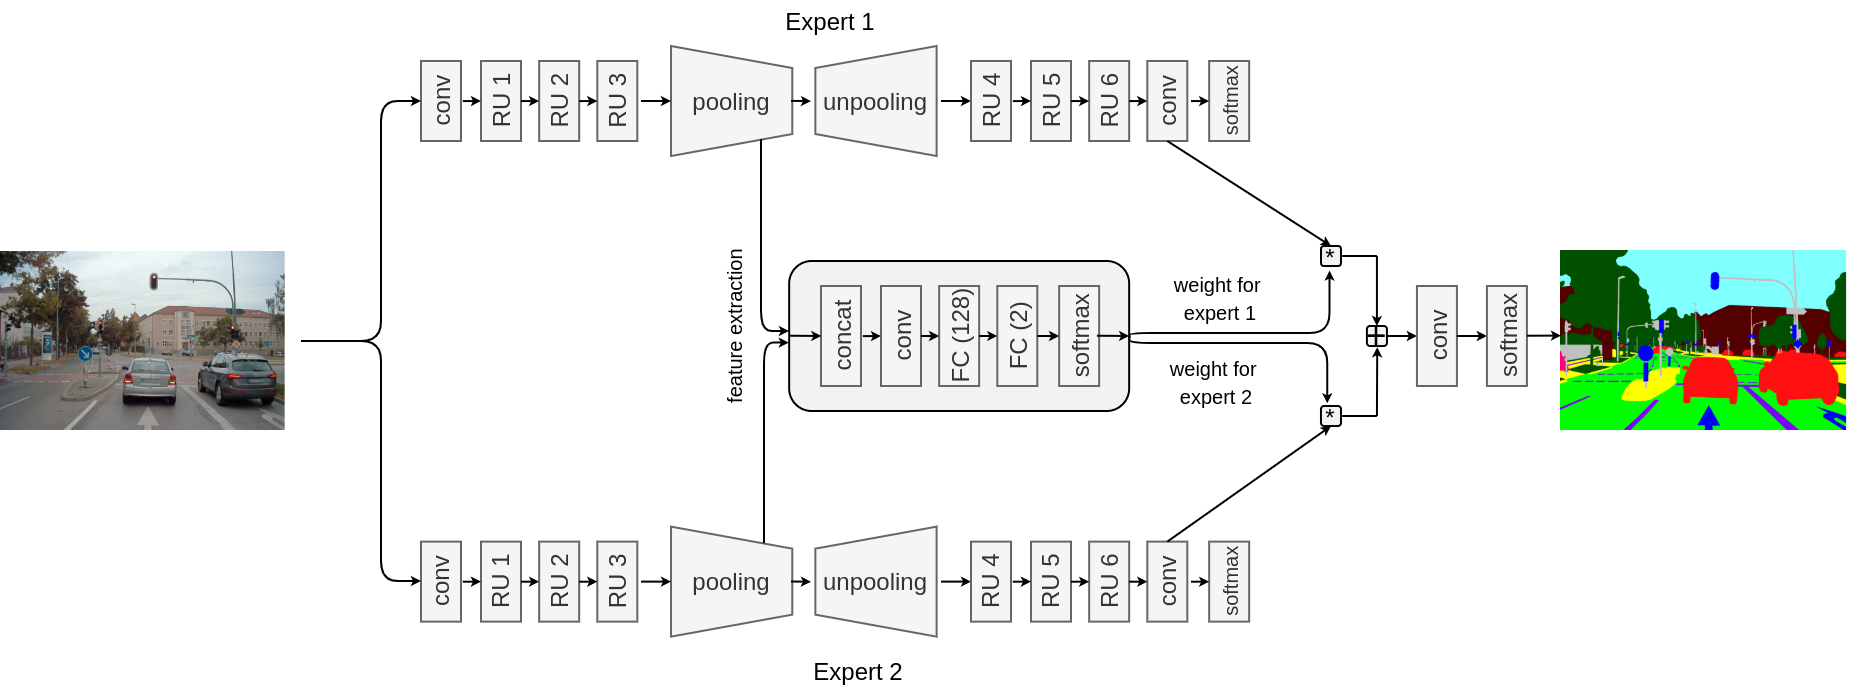 Expert 1
conv
RU 1
RU 2
RU 3
pooling
unpooling
RU 4
RU 5
RU 6
conv
softmax
feature extraction
concat
conv
FC (128)
FC (2)
softmax
weight for
expert 1
weight for
expert 2
*
*
conv
softmax
conv
RU 1
RU 2
RU 3
pooling
unpooling
RU 4
RU 5
RU 6
conv
softmax
Expert 2